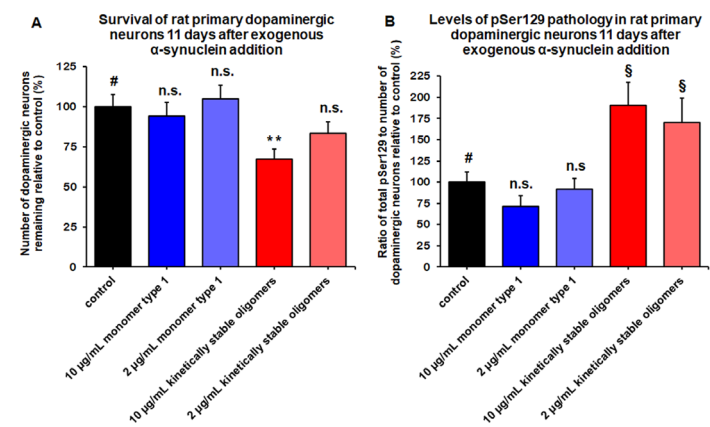 A
Survival of rat primary dopaminergic
neurons 11 days after exogenous
α-synuclein addition
Number of dopaminergic neurons
remaining relative to control (%)
125
100
75
50
25
0
#
n.s.
n.s.
**
n.s.
control
10 µg/mL monomer type 1
2 µg/mL monomer type 1
10 µg/mL kinetically stable oligomers
2 µg/mL kinetically stable oligomers
B
Levels of pSer129 pathology in rat primary
dopaminergic neurons 11 days after
exogenous α-synuclein addition
Ratio of total pSer129 to number of
dopaminergic neurons relative to control (%)
225
200
175
150
125
100
75
50
25
0
#
n.s.
n.s
§
§
control
10 µg/mL monomer type 1
2 µg/mL monomer type 1
10 µg/mL kinetically stable oligomers
2 µg/mL kinetically stable oligomers